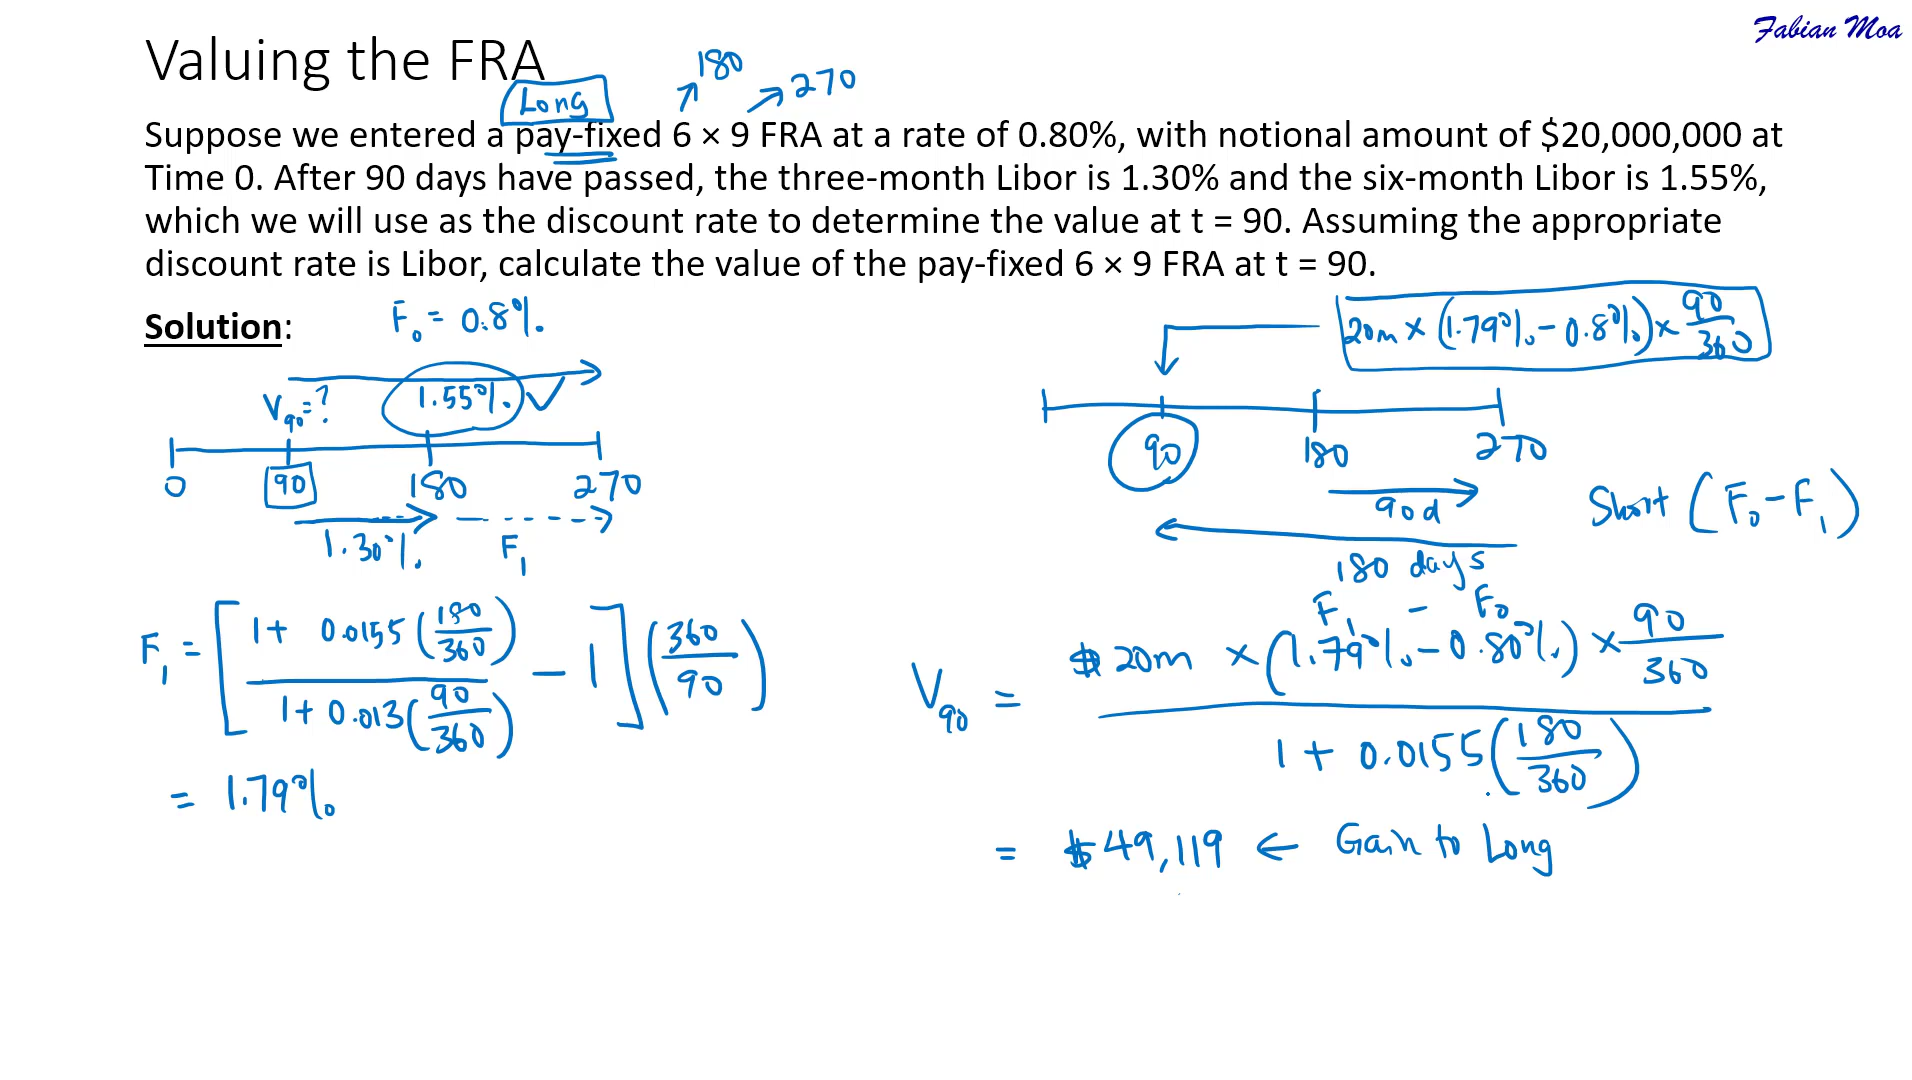 Fabian Moa
Valuing the FRA
Long
180
270
Suppose we entered a pay-fixed 6 × 9 FRA at a rate of 0.80%, with notional amount of $20,000,000 at
Time 0. After 90 days have passed, the three-month Libor is 1.30% and the six-month Libor is 1.55%,
which we will use as the discount rate to determine the value at t = 90. Assuming the appropriate
discount rate is Libor, calculate the value of the pay-fixed 6 × 9 FRA at t = 90.
Solution:
F₀ = 0.8%.
V₉₀ = ?
1.55%. ✓
0 90 180 270
1.30%. F₁
F₁ = [ (1 + 0.0155 (180/360)) / (1 + 0.013 (90/360)) − 1 ] (360/90)
= 1.79%
20m × (1.79% − 0.8%) × 90/360
90 180 270
90d
180 days
Short (F₀ − F₁)
F₁ − F₀
V₉₀ = $20m × (1.79% − 0.80%) × 90/360
1 + 0.0155 (180/360)
= $49,119 ← Gain to Long